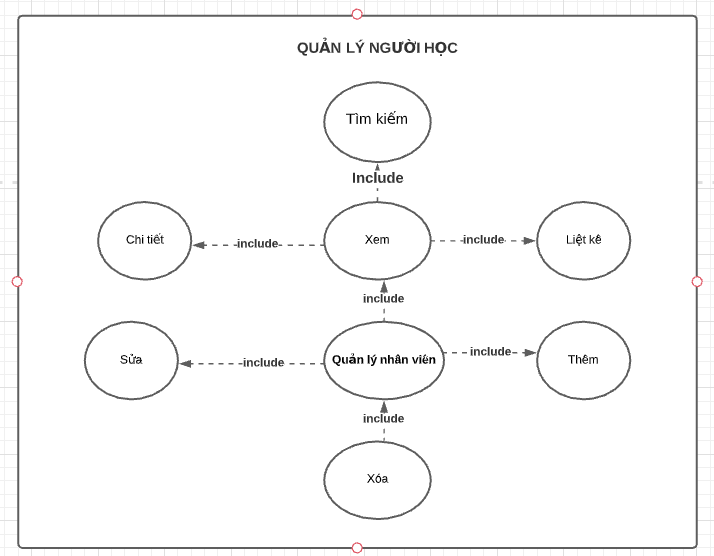 QUẢN LÝ NGƯỜI HỌC
Tìm kiếm
Include
Chi tiết
include
Xem
include
Liệt kê
include
Sửa
include
Quản lý nhân viên
include
Thêm
include
Xóa